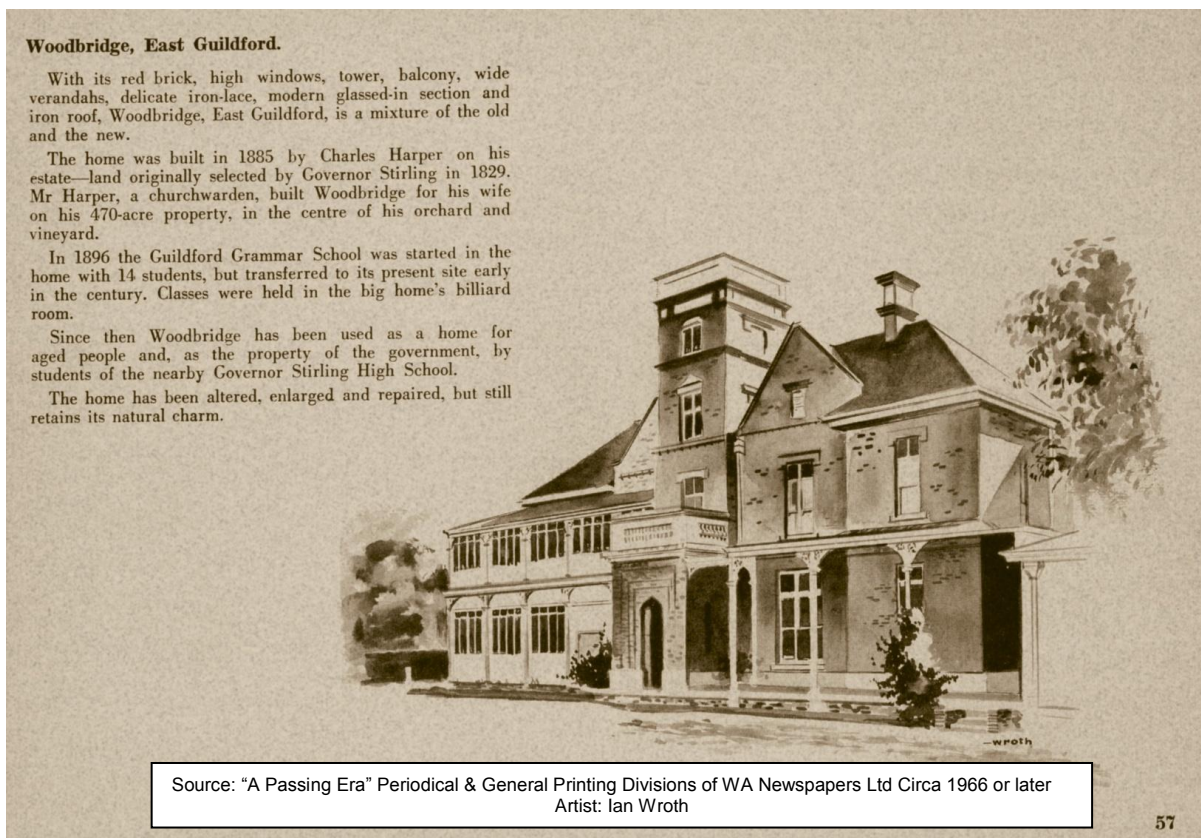 Woodbridge, East Guildford.
With its red brick, high windows, tower, balcony, wide
verandahs, delicate iron-lace, modern glassed-in section and
iron roof, Woodbridge, East Guildford, is a mixture of the old
and the new.
The home was built in 1885 by Charles Harper on his
estate—land originally selected by Governor Stirling in 1829.
Mr Harper, a churchwarden, built Woodbridge for his wife
on his 470-acre property, in the centre of his orchard and
vineyard.
In 1896 the Guildford Grammar School was started in the
home with 14 students, but transferred to its present site early
in the century. Classes were held in the big home's billiard
room.
Since then Woodbridge has been used as a home for
aged people and, as the property of the government, by
students of the nearby Governor Stirling High School.
The home has been altered, enlarged and repaired, but still
retains its natural charm.
—wroth
Source: “A Passing Era” Periodical & General Printing Divisions of WA Newspapers Ltd Circa 1966 or later
Artist: Ian Wroth
57